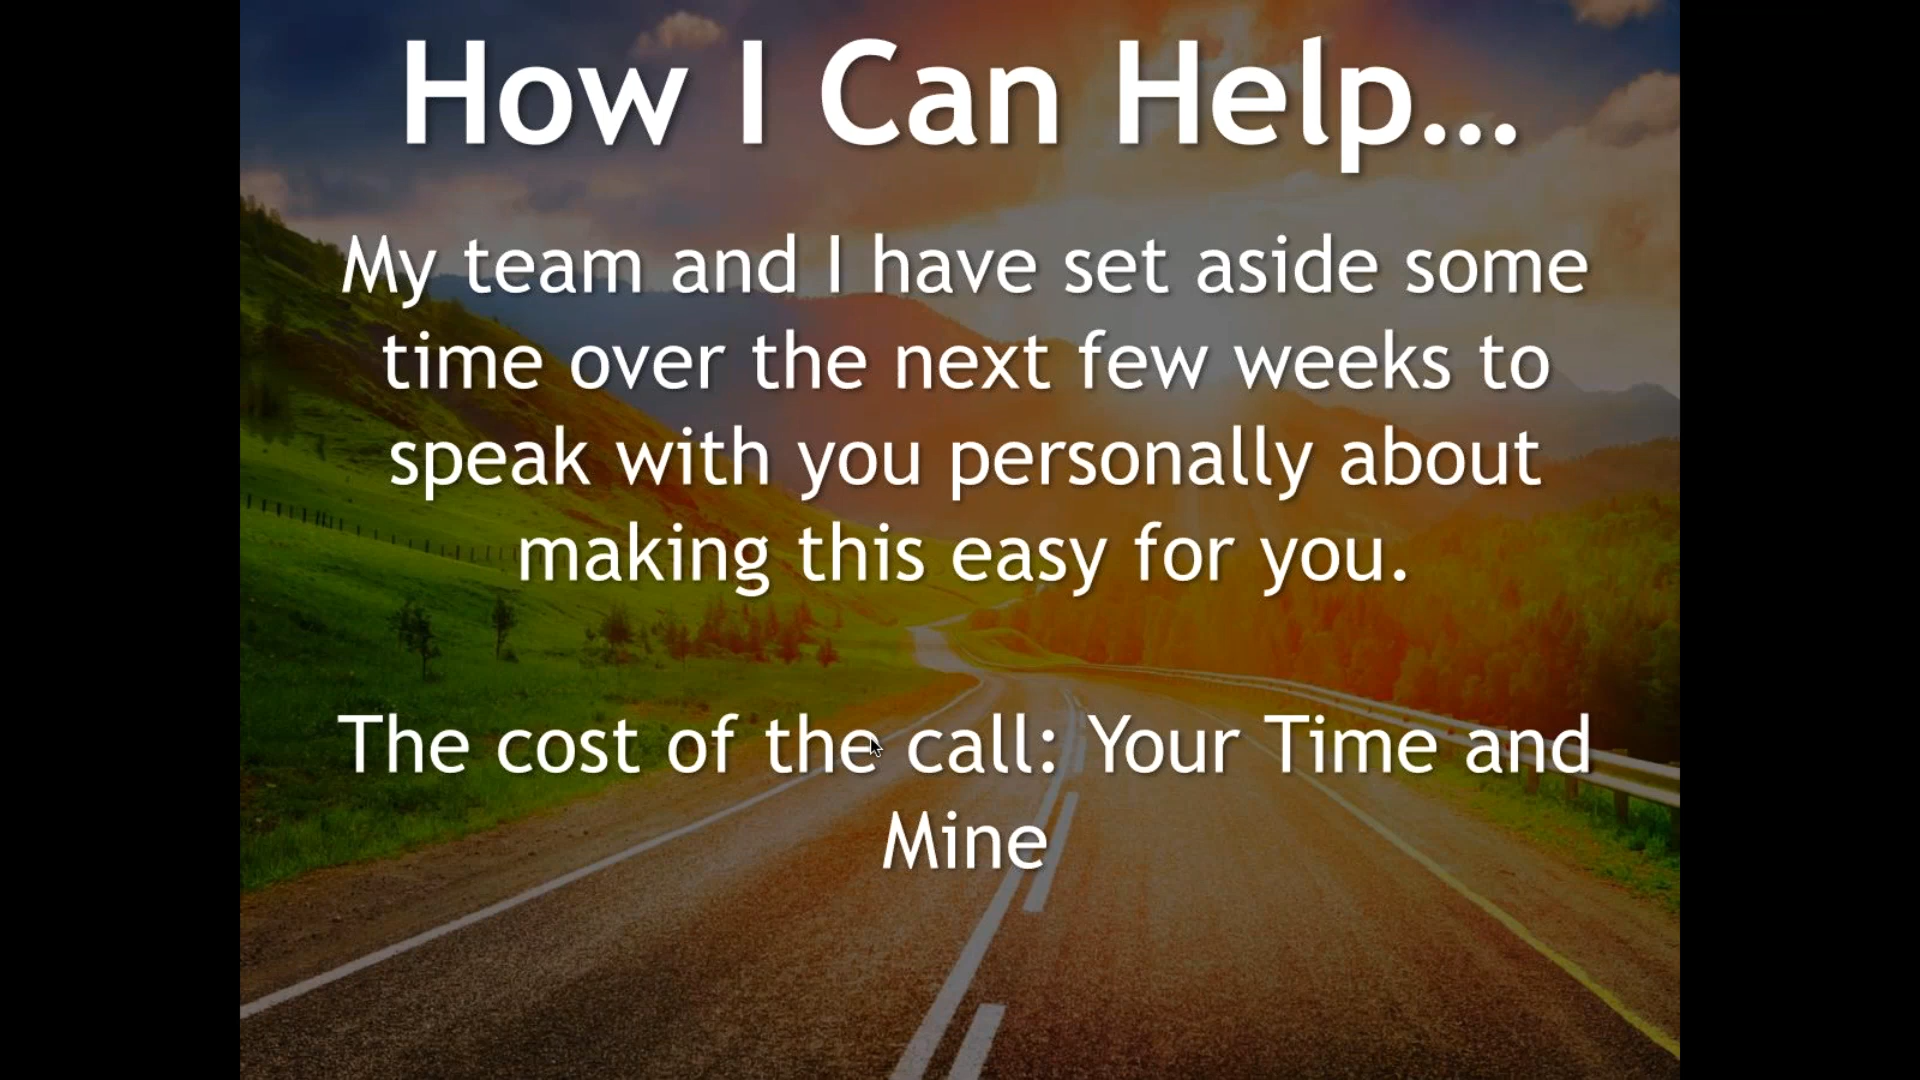 How I Can Help...
My team and I have set aside some
time over the next few weeks to
speak with you personally about
making this easy for you.
The cost of the call: Your Time and
Mine